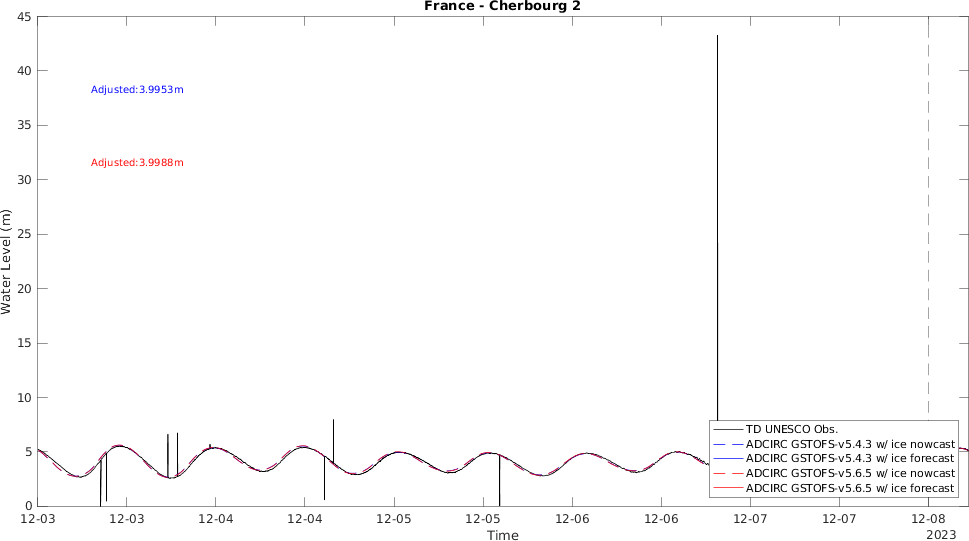 France - Cherbourg 2
45
40
35
30
25
20
15
10
5
0
Water Level (m)
Adjusted:3.9953m
Adjusted:3.9988m
TD UNESCO Obs.
ADCIRC GSTOFS-v5.4.3 w/ ice nowcast
ADCIRC GSTOFS-v5.4.3 w/ ice forecast
ADCIRC GSTOFS-v5.6.5 w/ ice nowcast
ADCIRC GSTOFS-v5.6.5 w/ ice forecast
12-03 12-03 12-04 12-04 12-05 12-05 12-06 12-06 12-07 12-07 12-08
Time
2023